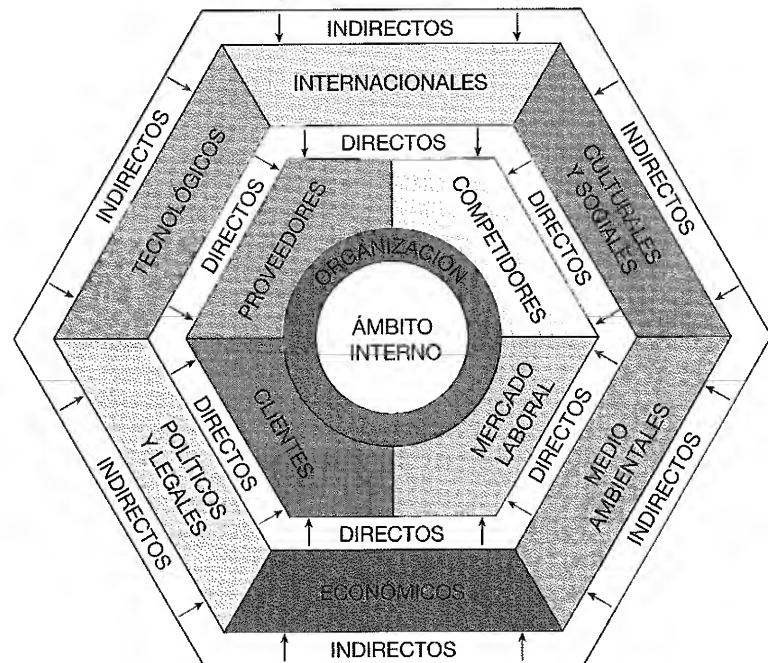 INDIRECTOS
INTERNACIONALES
DIRECTOS
INDIRECTOS
TECNOLÓGICOS
DIRECTOS
PROVEEDORES
COMPETIDORES
DIRECTOS
CULTURALES
Y SOCIALES
INDIRECTOS
ORGANIZACIÓN
ÁMBITO
INTERNO
CLIENTES
MERCADO
LABORAL
DIRECTOS
DIRECTOS
POLÍTICOS
Y LEGALES
INDIRECTOS
MEDIO
AMBIENTALES
INDIRECTOS
DIRECTOS
ECONÓMICOS
INDIRECTOS